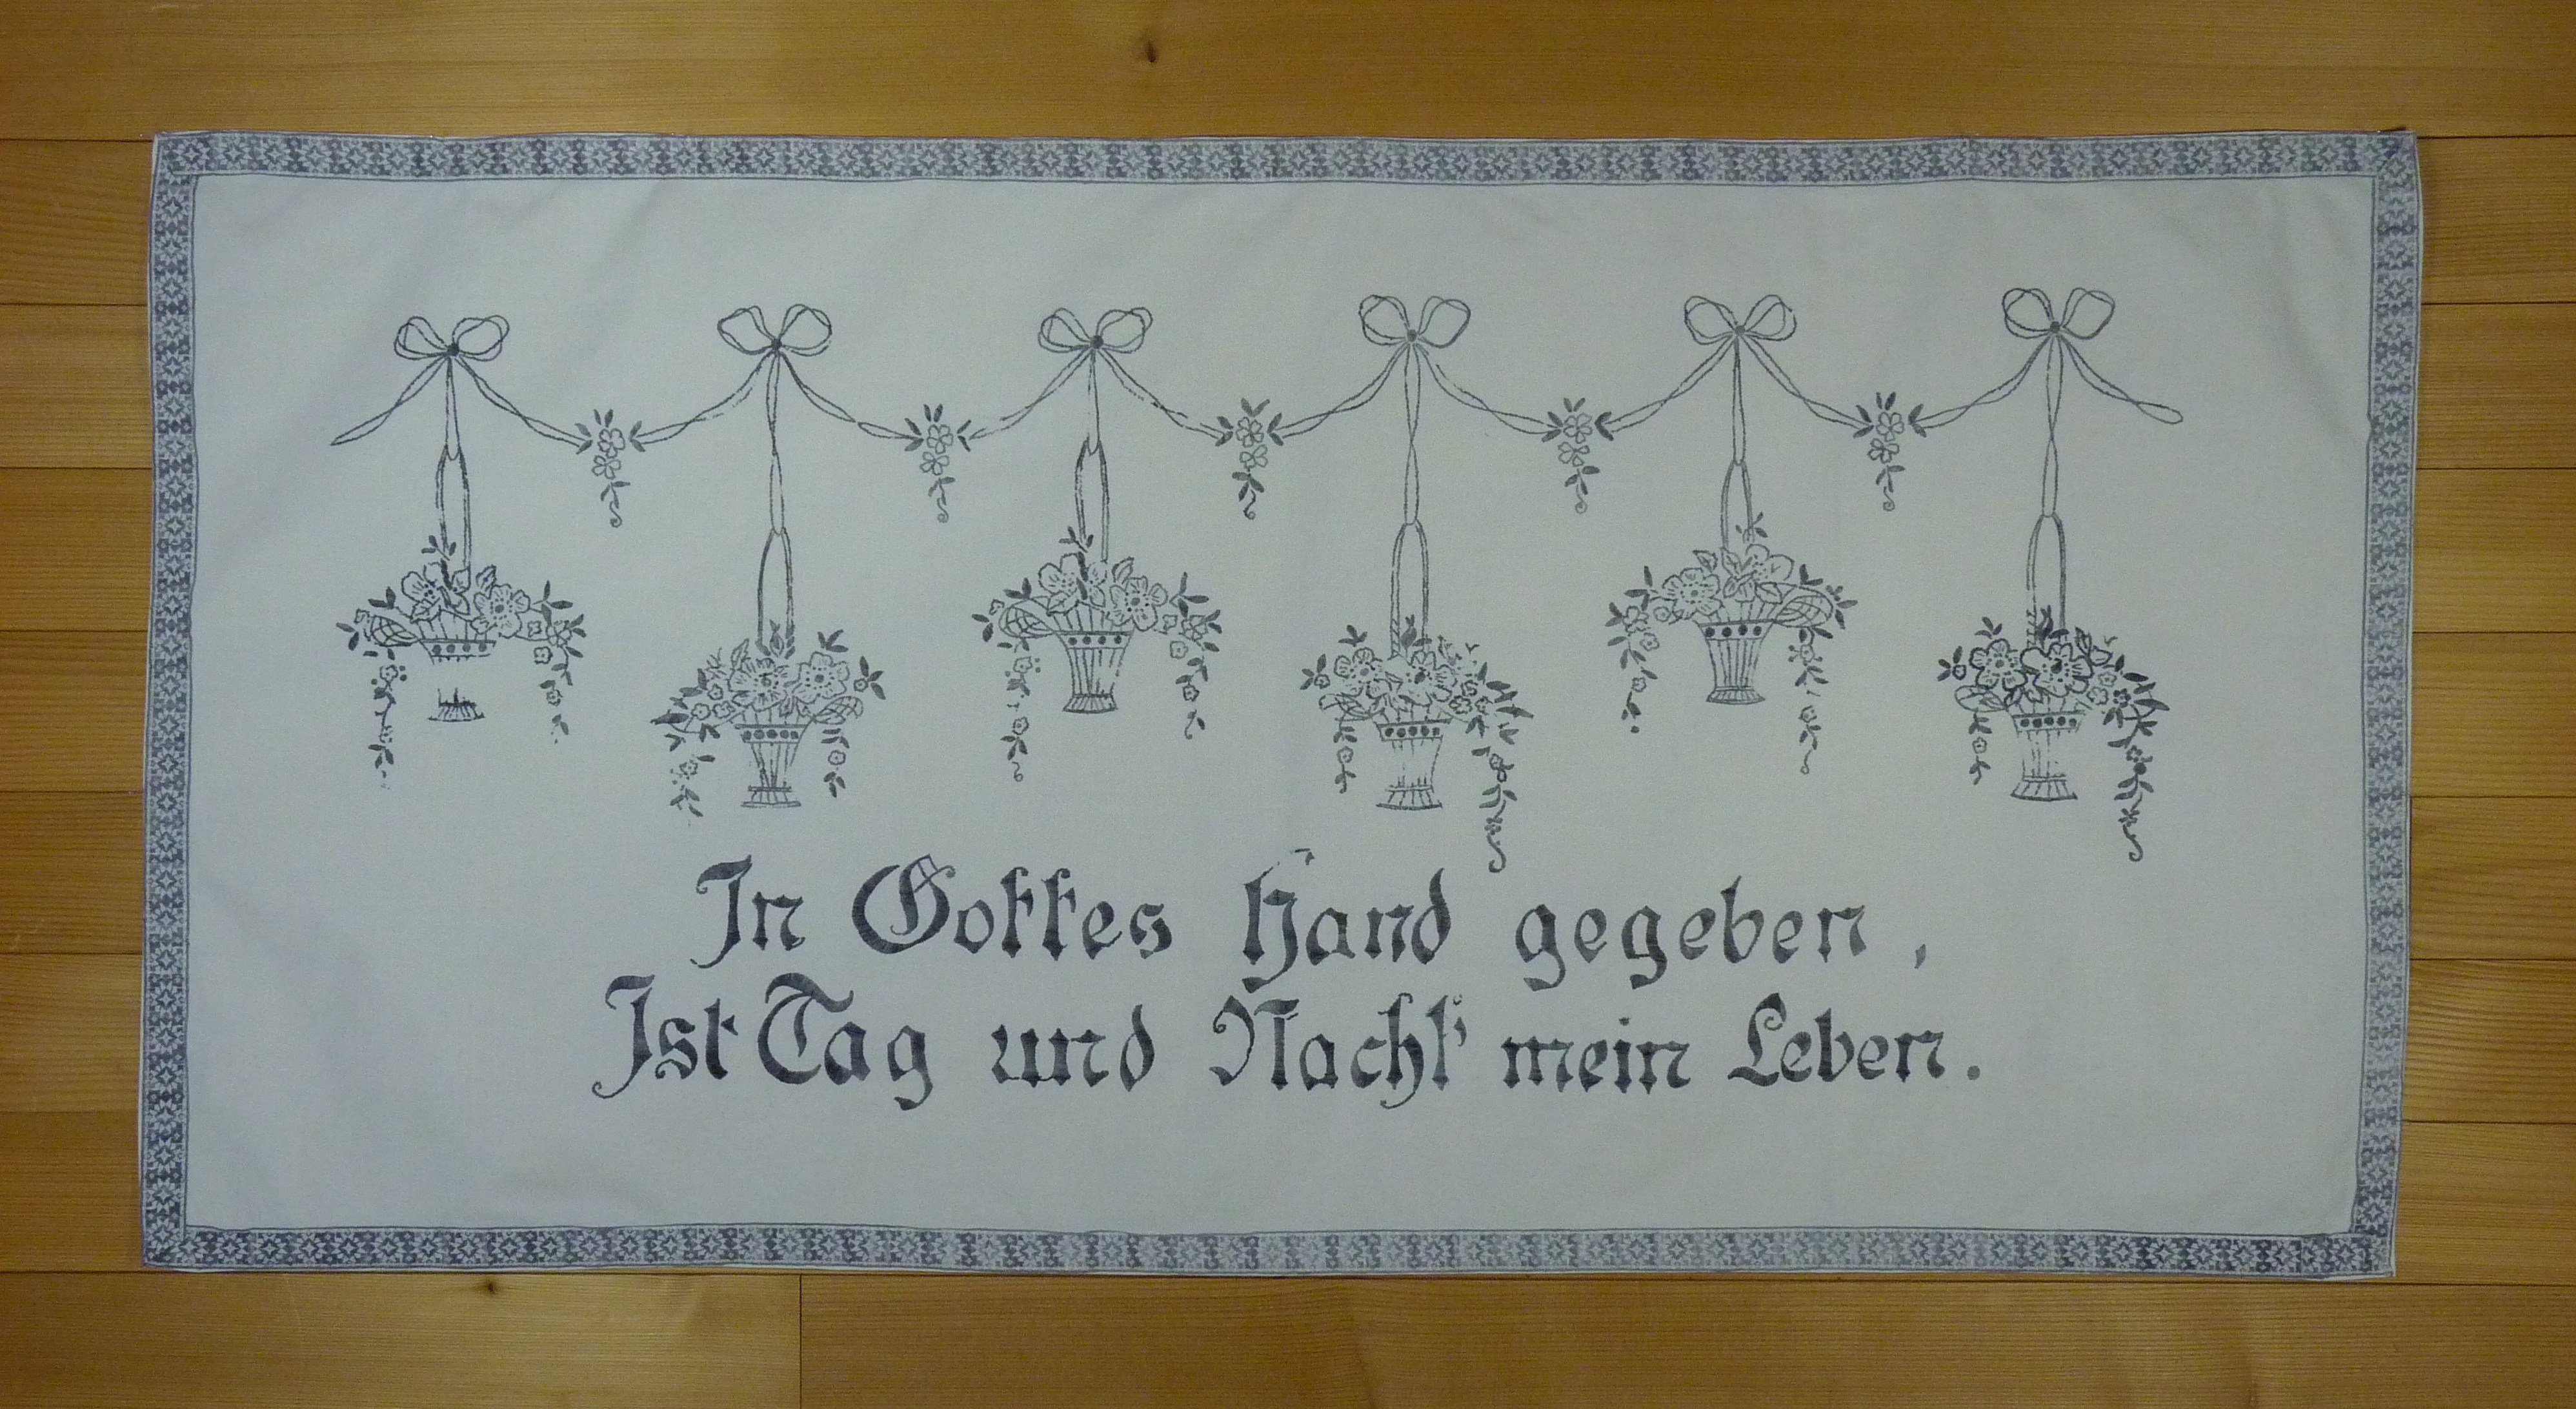 In Gottes Hand gegeben,
Ist Tag und Nacht mein Leben.